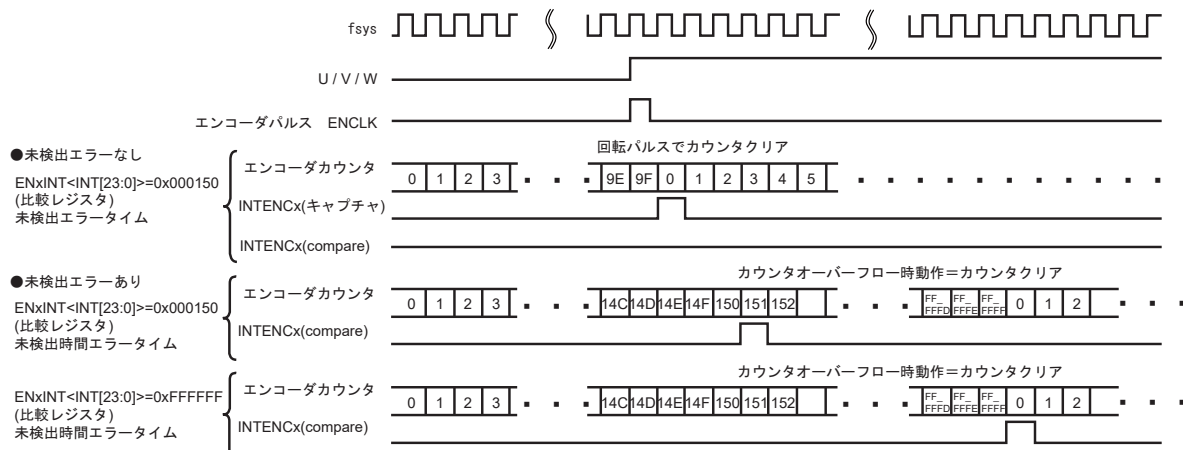 fsys
U / V / W
エンコーダパルス ENCLK
●未検出エラーなし
ENxINT<INT[23:0]>=0x000150
(比較レジスタ)
未検出エラータイム
回転パルスでカウンタクリア
エンコーダカウンタ
0 1 2 3 9E 9F 0 1 2 3 4 5
INTENCx(キャプチャ)
INTENCx(compare)
●未検出エラーあり
ENxINT<INT[23:0]>=0x000150
(比較レジスタ)
未検出時間エラータイム
カウンタオーバーフロー時動作＝カウンタクリア
エンコーダカウンタ
0 1 2 3 14C 14D 14E 14F 150 151 152 FF_FFFD FF_FFFE FF_FFFF 0 1 2
INTENCx(compare)
カウンタオーバーフロー時動作＝カウンタクリア
ENxINT<INT[23:0]>=0xFFFFFF
(比較レジスタ)
未検出時間エラータイム
エンコーダカウンタ
0 1 2 3 14C 14D 14E 14F 150 151 152 FF_FFFD FF_FFFE FF_FFFF 0 1 2
INTENCx(compare)